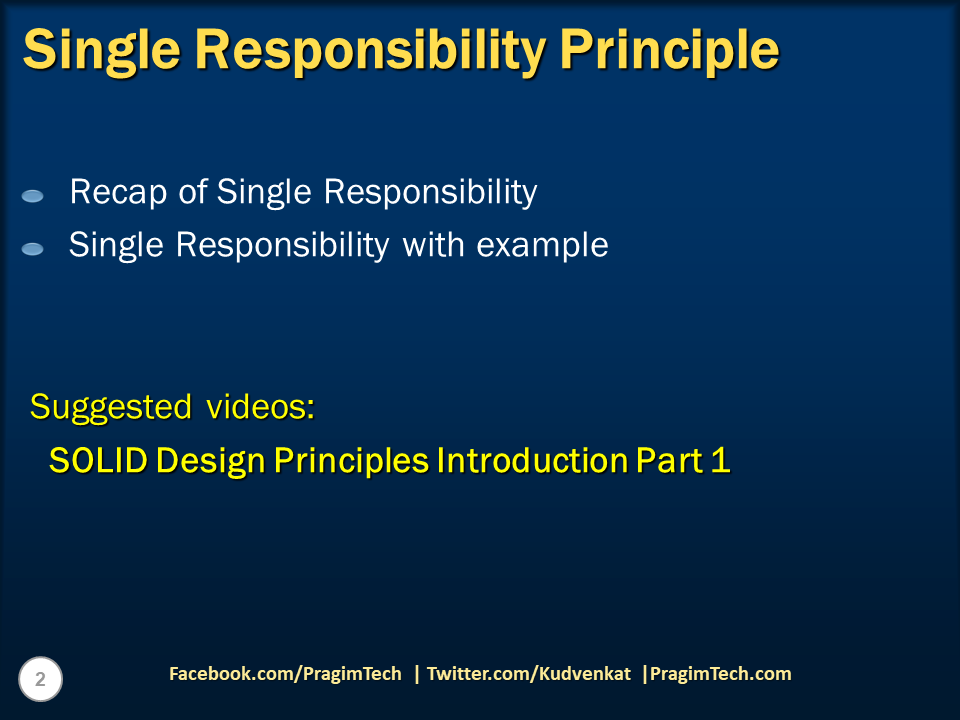 Single Responsibility Principle
Recap of Single Responsibility
Single Responsibility with example
Suggested videos:
SOLID Design Principles Introduction Part 1
2
Facebook.com/PragimTech | Twitter.com/Kudvenkat |PragimTech.com